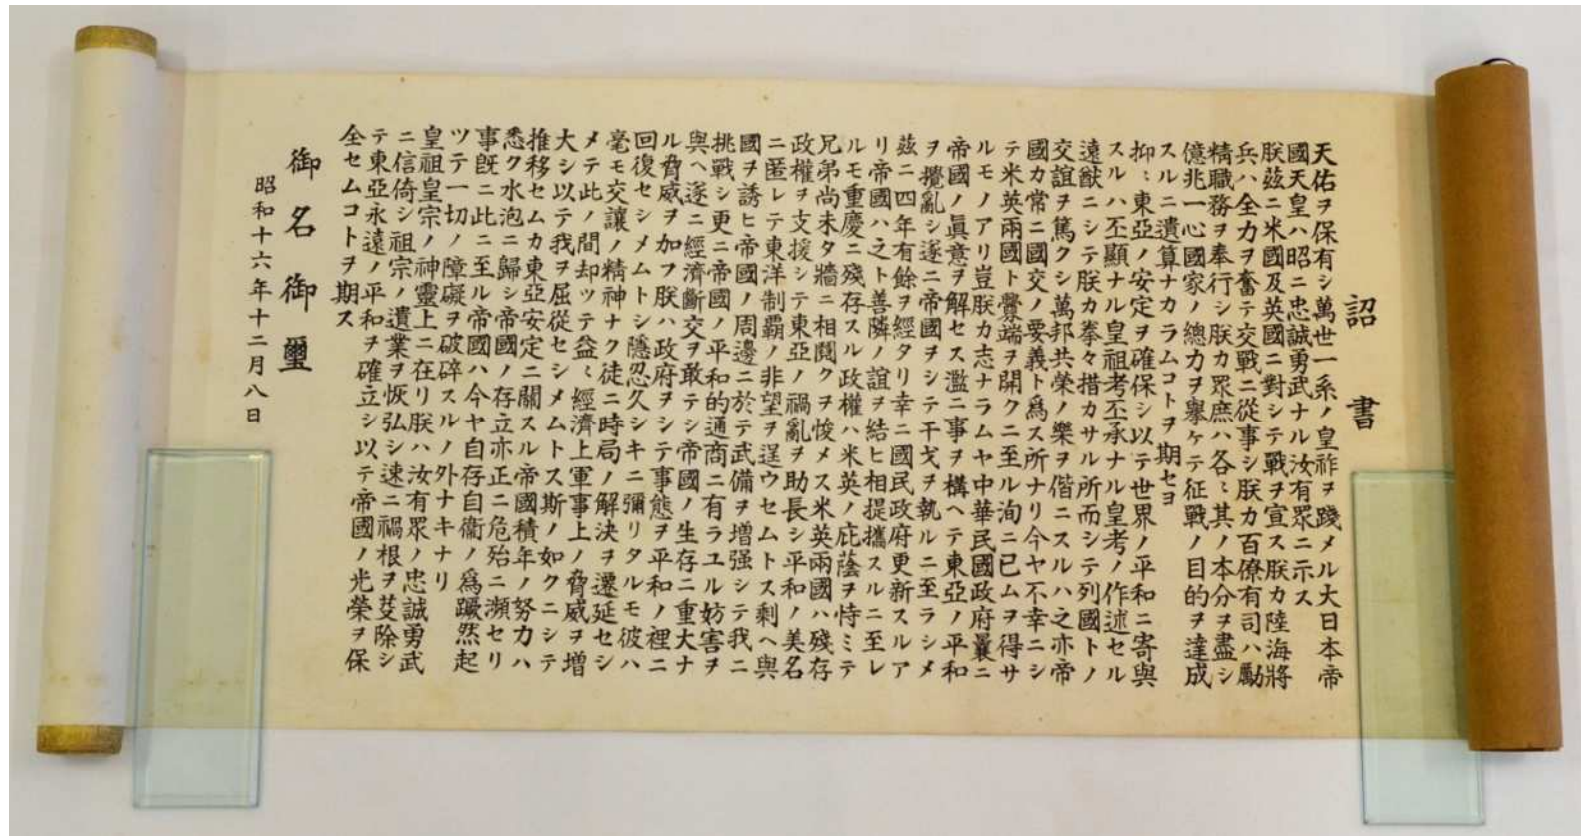 詔書
天佑ヲ保有シ萬世一系ノ皇祚ヲ踐メル大日本帝
國天皇ハ昭ニ忠誠勇武ナル汝有眾ニ示ス
朕茲ニ米國及英國ニ對シテ戰ヲ宣ス朕カ陸海將
兵ハ全力ヲ奮テ交戰ニ從事シ朕カ百僚有司ハ勵
精職務ヲ奉行シ朕カ眾庶ハ各〻其ノ本分ヲ盡シ
億兆一心國家ノ總力ヲ擧ケテ征戰ノ目的ヲ達成
スルニ遺算ナカラムコトヲ期セヨ
抑〻東亞ノ安定ヲ確保シ以テ世界ノ平和ニ寄與
スルハ丕顯ナル皇祖考丕承ナル皇考ノ作述セル
遠猷ニシテ朕カ拳々措カサル所而シテ列國トノ
交誼ヲ篤クシ萬邦共榮ノ樂ヲ偕ニスルハ之亦帝
國カ常ニ國交ノ要義ト爲ス所ナリ今ヤ不幸ニシ
テ米英兩國ト釁端ヲ開クニ至ル洵ニ已ムヲ得サ
ルモノアリ豈朕カ志ナラムヤ中華民國政府曩ニ
帝國ノ眞意ヲ解セス濫ニ事ヲ構ヘテ東亞ノ平和
ヲ攪亂シ遂ニ帝國ヲシテ干戈ヲ執ルニ至ラシメ
茲ニ四年有餘ヲ經タリ幸ニ國民政府更新スルア
リ帝國ハ之ト善隣ノ誼ヲ結ヒ相提攜スルニ至レ
ルモ重慶ニ殘存スル政權ハ米英ノ庇蔭ヲ恃ミテ
兄弟尚未タ牆ニ相鬩クヲ悛メス米英兩國ハ殘存
政權ヲ支援シテ東亞ノ禍亂ヲ助長シ平和ノ美名
ニ匿レテ東洋制覇ノ非望ヲ逞ウセムトス剩ヘ與
國ヲ誘ヒ帝國ノ周邊ニ於テ武備ヲ增强シテ我ニ
挑戰シ更ニ帝國ノ平和的通商ニ有ラユル妨害ヲ
與ヘ遂ニ經濟斷交ヲ敢テシ帝國ノ生存ニ重大ナ
ル脅威ヲ加フ朕ハ政府ヲシテ事態ヲ平和ノ裡ニ
回復セシメムトシ隱忍久シキニ彌リタルモ彼ハ
毫モ交讓ノ精神ナク徒ニ時局ノ解決ヲ遷延セシ
メテ此ノ間却ツテ益〻經濟上軍事上ノ脅威ヲ增
大シ以テ我ヲ屈從セシメムトス斯ノ如クニシテ
推移セムカ東亞安定ニ關スル帝國積年ノ努力ハ
悉ク水泡ニ歸シ帝國ノ存立亦正ニ危殆ニ瀕セリ
事既ニ此ニ至ル帝國ハ今ヤ自存自衞ノ爲蹶然起
ツテ一切ノ障礙ヲ破碎スルノ外ナキナリ
皇祖皇宗ノ神靈上ニ在リ朕ハ汝有眾ノ忠誠勇武
ニ信倚シ祖宗ノ遺業ヲ恢弘シ速ニ禍根ヲ芟除シ
テ東亞永遠ノ平和ヲ確立シ以テ帝國ノ光榮ヲ保
全セムコトヲ期ス
御名御璽
昭和十六年十二月八日